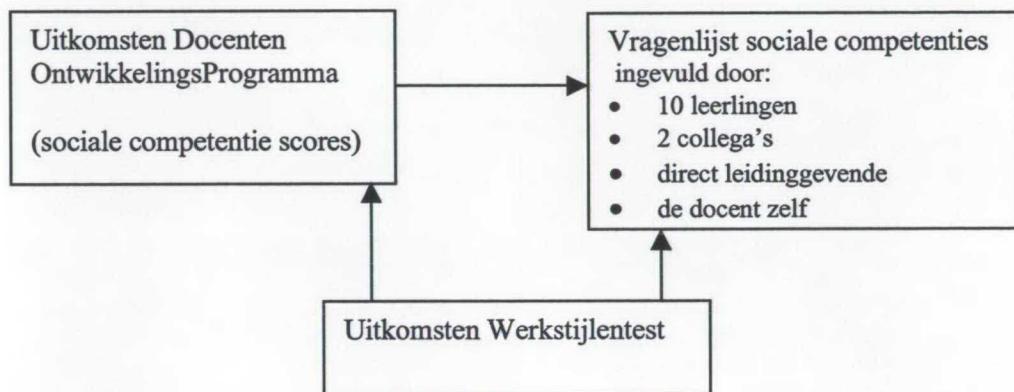 Uitkomsten Docenten
OntwikkelingsProgramma
(sociale competentie scores)
Vragenlijst sociale competenties
ingevuld door:
• 10 leerlingen
• 2 collega's
• direct leidinggevende
• de docent zelf
Uitkomsten Werkstijlentest